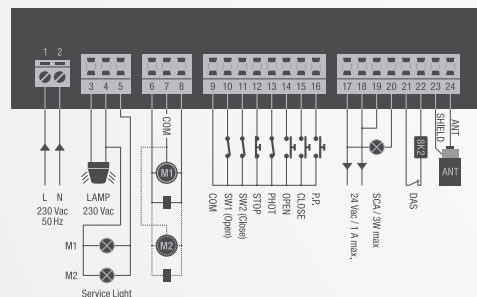 1 2
3 4 5
6 7 8
9 10 11 12 13 14 15 16
17 18 19 20 21 22 23 24
L N
230 Vac
50 Hz
LAMP
230 Vac
M1
M2
Service Light
COM
M1
M2
COM
SW1 (Open)
SW2 (Close)
STOP
PHOT
OPEN
CLOSE
P.P.
24 Vac / 1 A max.
SCA / 3W max
DAS
8K2
SHIELD
ANT
ANT